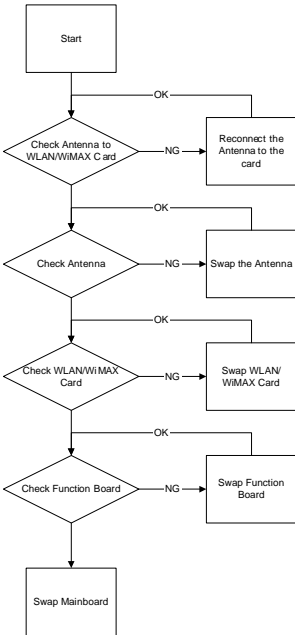 Start
OK
Check Antenna to
WLAN/WiMAX Card
NG
Reconnect the
Antenna to the
card
OK
Check Antenna
NG
Swap the Antenna
OK
Check WLAN/WiMAX
Card
NG
Swap WLAN/
WiMAX Card
OK
Check Function Board
NG
Swap Function
Board
Swap Mainboard